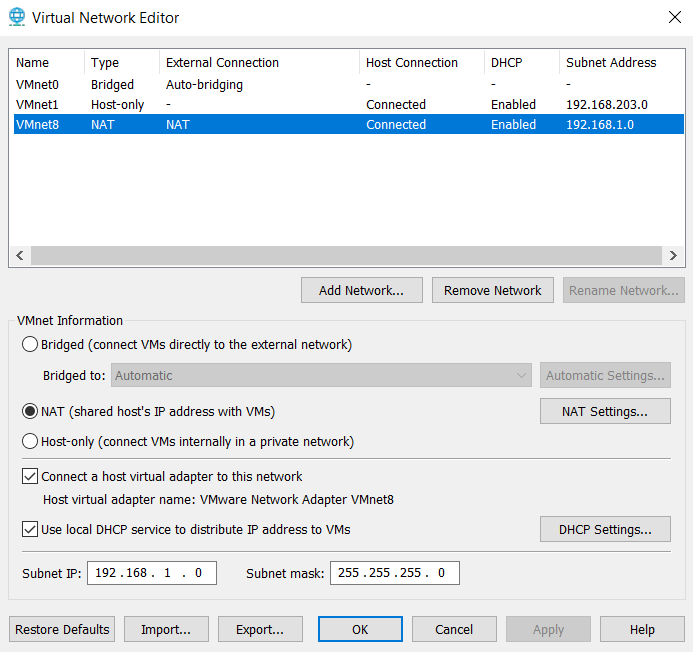 Virtual Network Editor
Name Type External Connection Host Connection DHCP Subnet Address
VMnet0 Bridged Auto-bridging - - -
VMnet1 Host-only - Connected Enabled 192.168.203.0
VMnet8 NAT NAT Connected Enabled 192.168.1.0
Add Network... Remove Network Rename Network...
VMnet Information
Bridged (connect VMs directly to the external network)
Bridged to: Automatic Automatic Settings...
NAT (shared host's IP address with VMs) NAT Settings...
Host-only (connect VMs internally in a private network)
Connect a host virtual adapter to this network
Host virtual adapter name: VMware Network Adapter VMnet8
Use local DHCP service to distribute IP address to VMs DHCP Settings...
Subnet IP: 192 . 168 . 1 . 0 Subnet mask: 255 . 255 . 255 . 0
Restore Defaults Import... Export... OK Cancel Apply Help